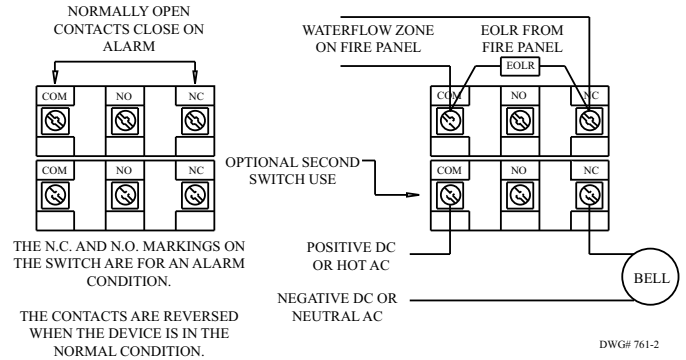 NORMALLY OPEN
CONTACTS CLOSE ON
ALARM
COM
NO
NC
COM
NO
NC
THE N.C. AND N.O. MARKINGS ON
THE SWITCH ARE FOR AN ALARM
CONDITION.
THE CONTACTS ARE REVERSED
WHEN THE DEVICE IS IN THE
NORMAL CONDITION.
WATERFLOW ZONE
ON FIRE PANEL
EOLR FROM
FIRE PANEL
EOLR
COM
NO
NC
OPTIONAL SECOND
SWITCH USE
COM
NO
NC
POSITIVE DC
OR HOT AC
NEGATIVE DC OR
NEUTRAL AC
BELL
DWG# 761-2